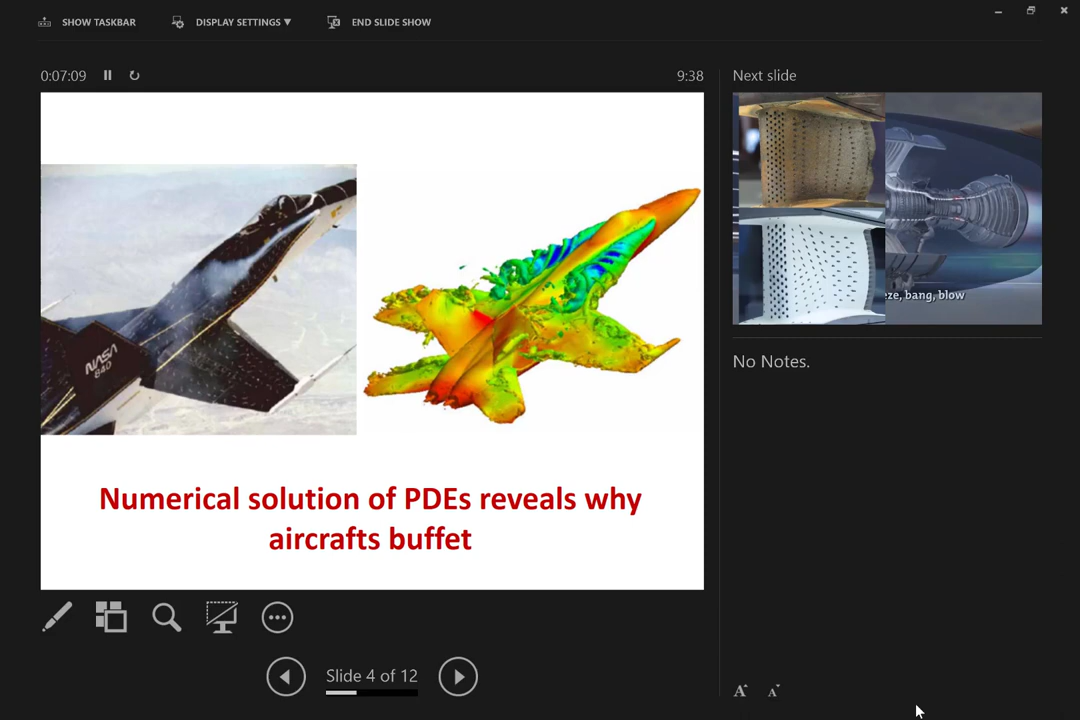 SHOW TASKBAR
DISPLAY SETTINGS ▼
END SLIDE SHOW
0:07:09
9:38
Next slide
NASA
840
eze, bang, blow
No Notes.
Numerical solution of PDEs reveals why
aircrafts buffet
Slide 4 of 12
A
A